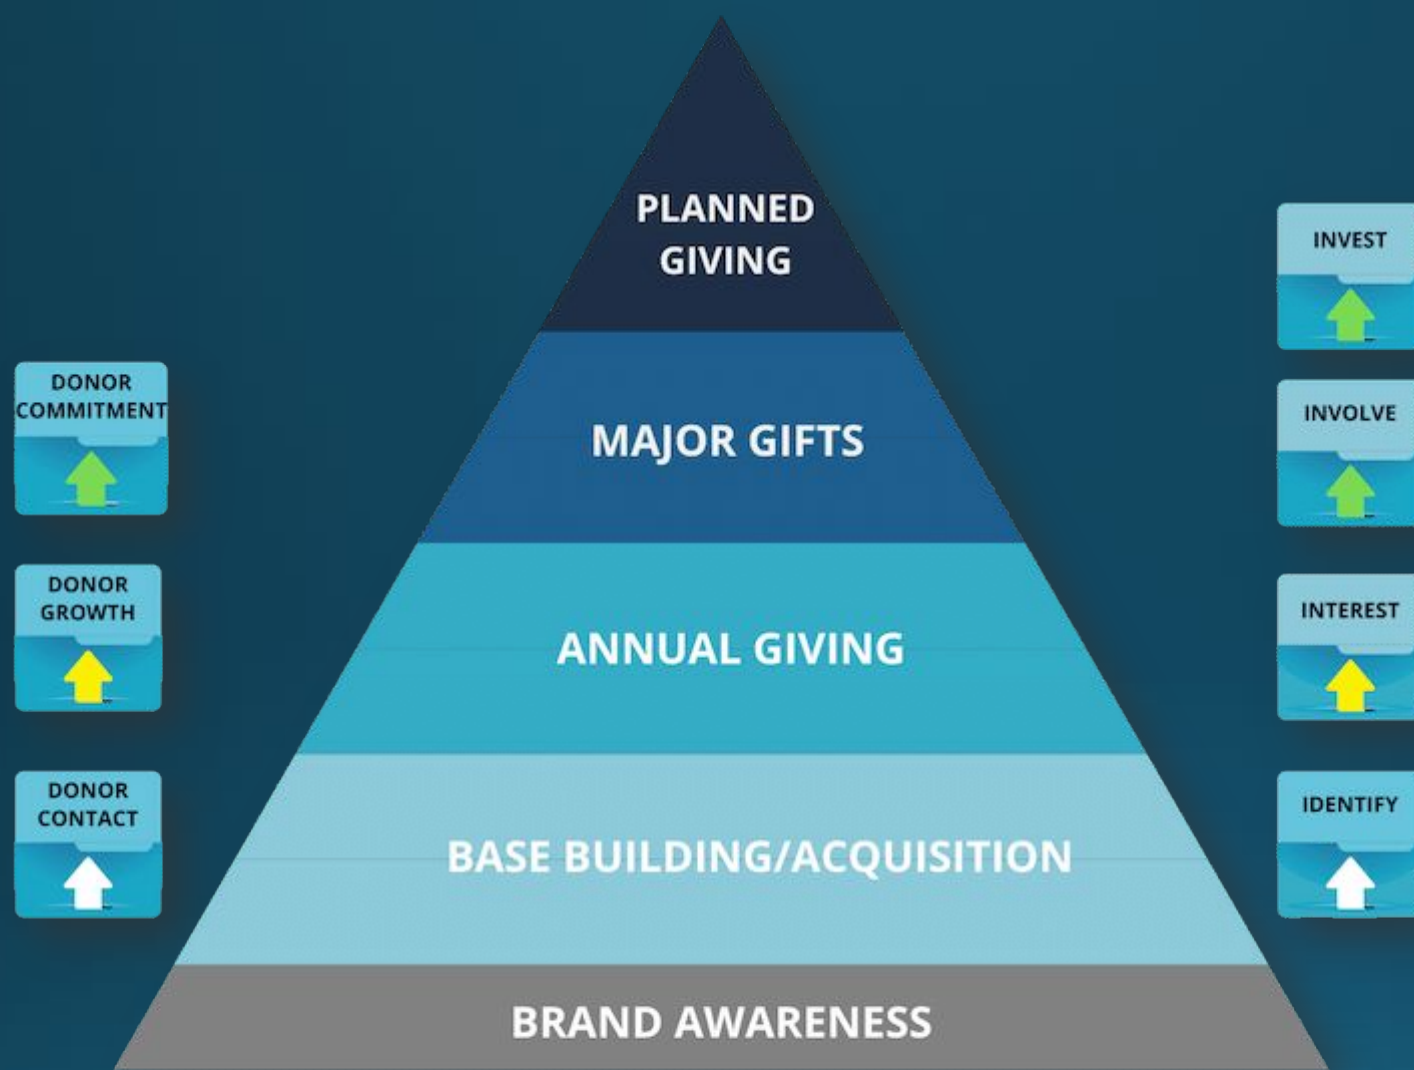 PLANNED
GIVING
INVEST
DONOR
COMMITMENT
MAJOR GIFTS
INVOLVE
DONOR
GROWTH
ANNUAL GIVING
INTEREST
DONOR
CONTACT
BASE BUILDING/ACQUISITION
IDENTIFY
BRAND AWARENESS